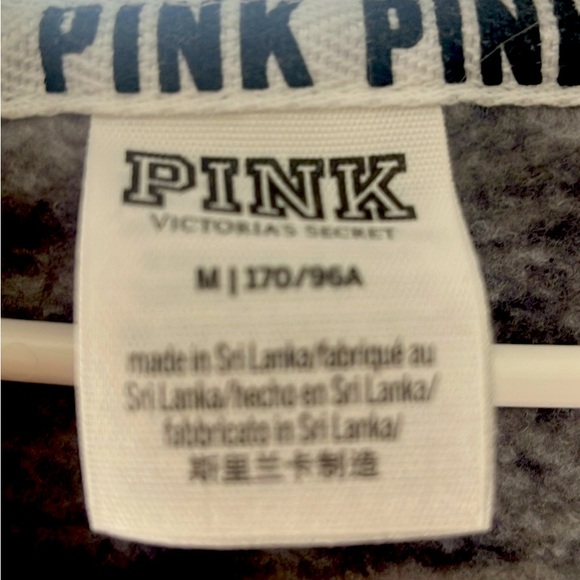 PINK PINK
PINK
VICTORIA'S SECRET
M | 170/96A
made in Sri Lanka/fabriqué au
Sri Lanka/hecho en Sri Lanka/
fabbricato in Sri Lanka/
斯里兰卡制造